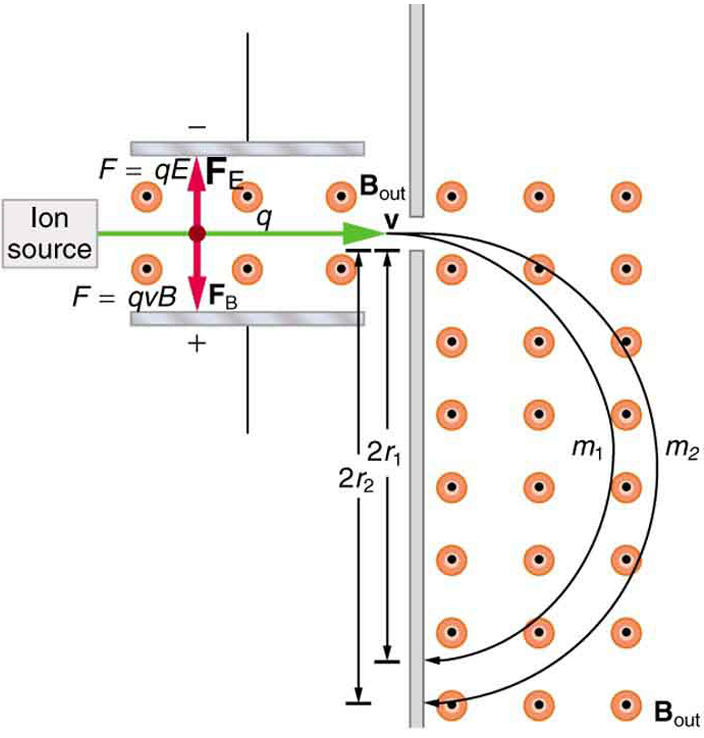 −
F = qE F_E
B_out
Ion
source
q
v
F = qvB F_B
+
2r_1
2r_2
m_1
m_2
B_out